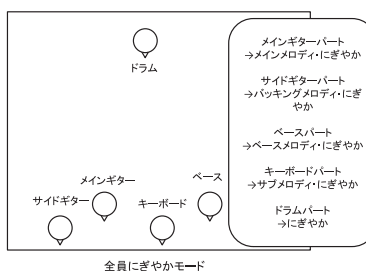 ドラム
メインギター
ベース
サイドギター
キーボード
メインギターパート
→メインメロディ・にぎやか
サイドギターパート
→バッキングメロディ・にぎ
やか
ベースパート
→ベースメロディ・にぎやか
キーボードパート
→サブメロディ・にぎやか
ドラムパート
→にぎやか
全員にぎやかモード